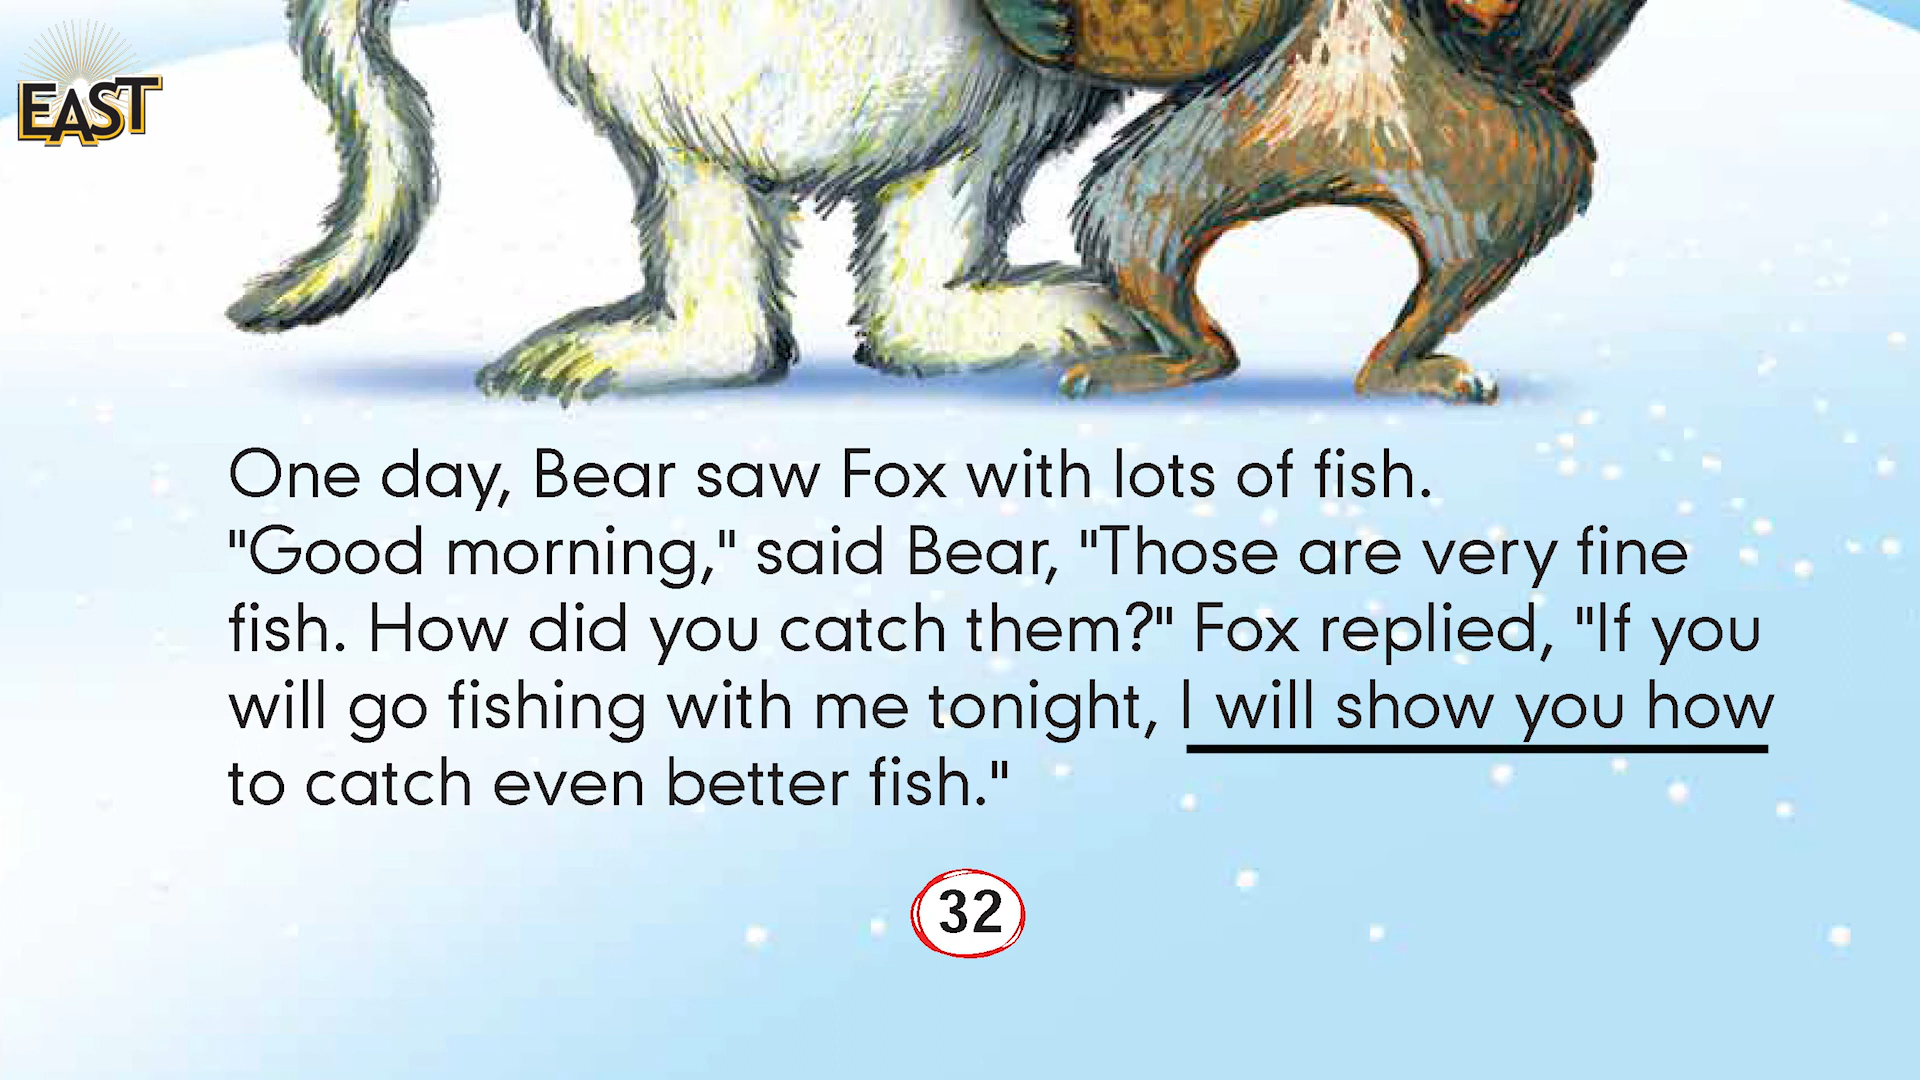 EAST
One day, Bear saw Fox with lots of fish.
"Good morning," said Bear, "Those are very fine
fish. How did you catch them?" Fox replied, "If you
will go fishing with me tonight, I will show you how
to catch even better fish."
32